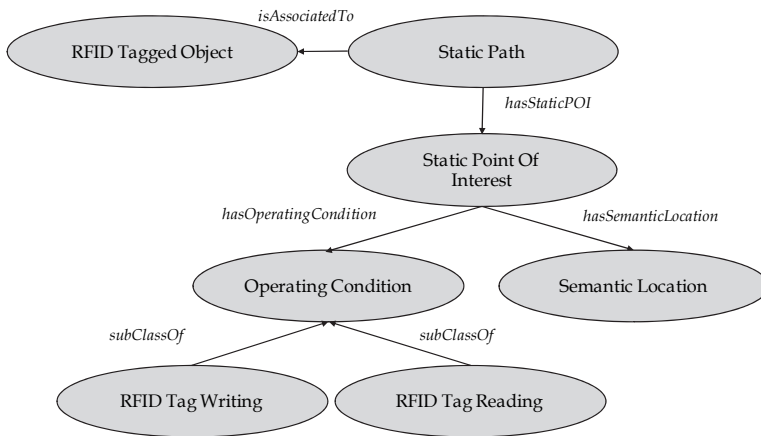 isAssociatedTo
RFID Tagged Object
Static Path
hasStaticPOI
Static Point Of
Interest
hasOperatingCondition
hasSemanticLocation
Operating Condition
Semantic Location
subClassOf
subClassOf
RFID Tag Writing
RFID Tag Reading